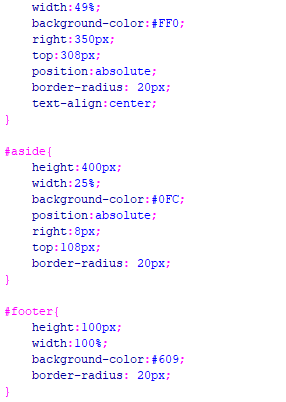 width:49%;
background-color:#FF0;
right:350px;
top:308px;
position:absolute;
border-radius: 20px;
text-align:center;
}
#aside{
height:400px;
width:25%;
background-color:#0FC;
position:absolute;
right:8px;
top:108px;
border-radius: 20px;
}
#footer{
height:100px;
width:100%;
background-color:#609;
border-radius: 20px;
}